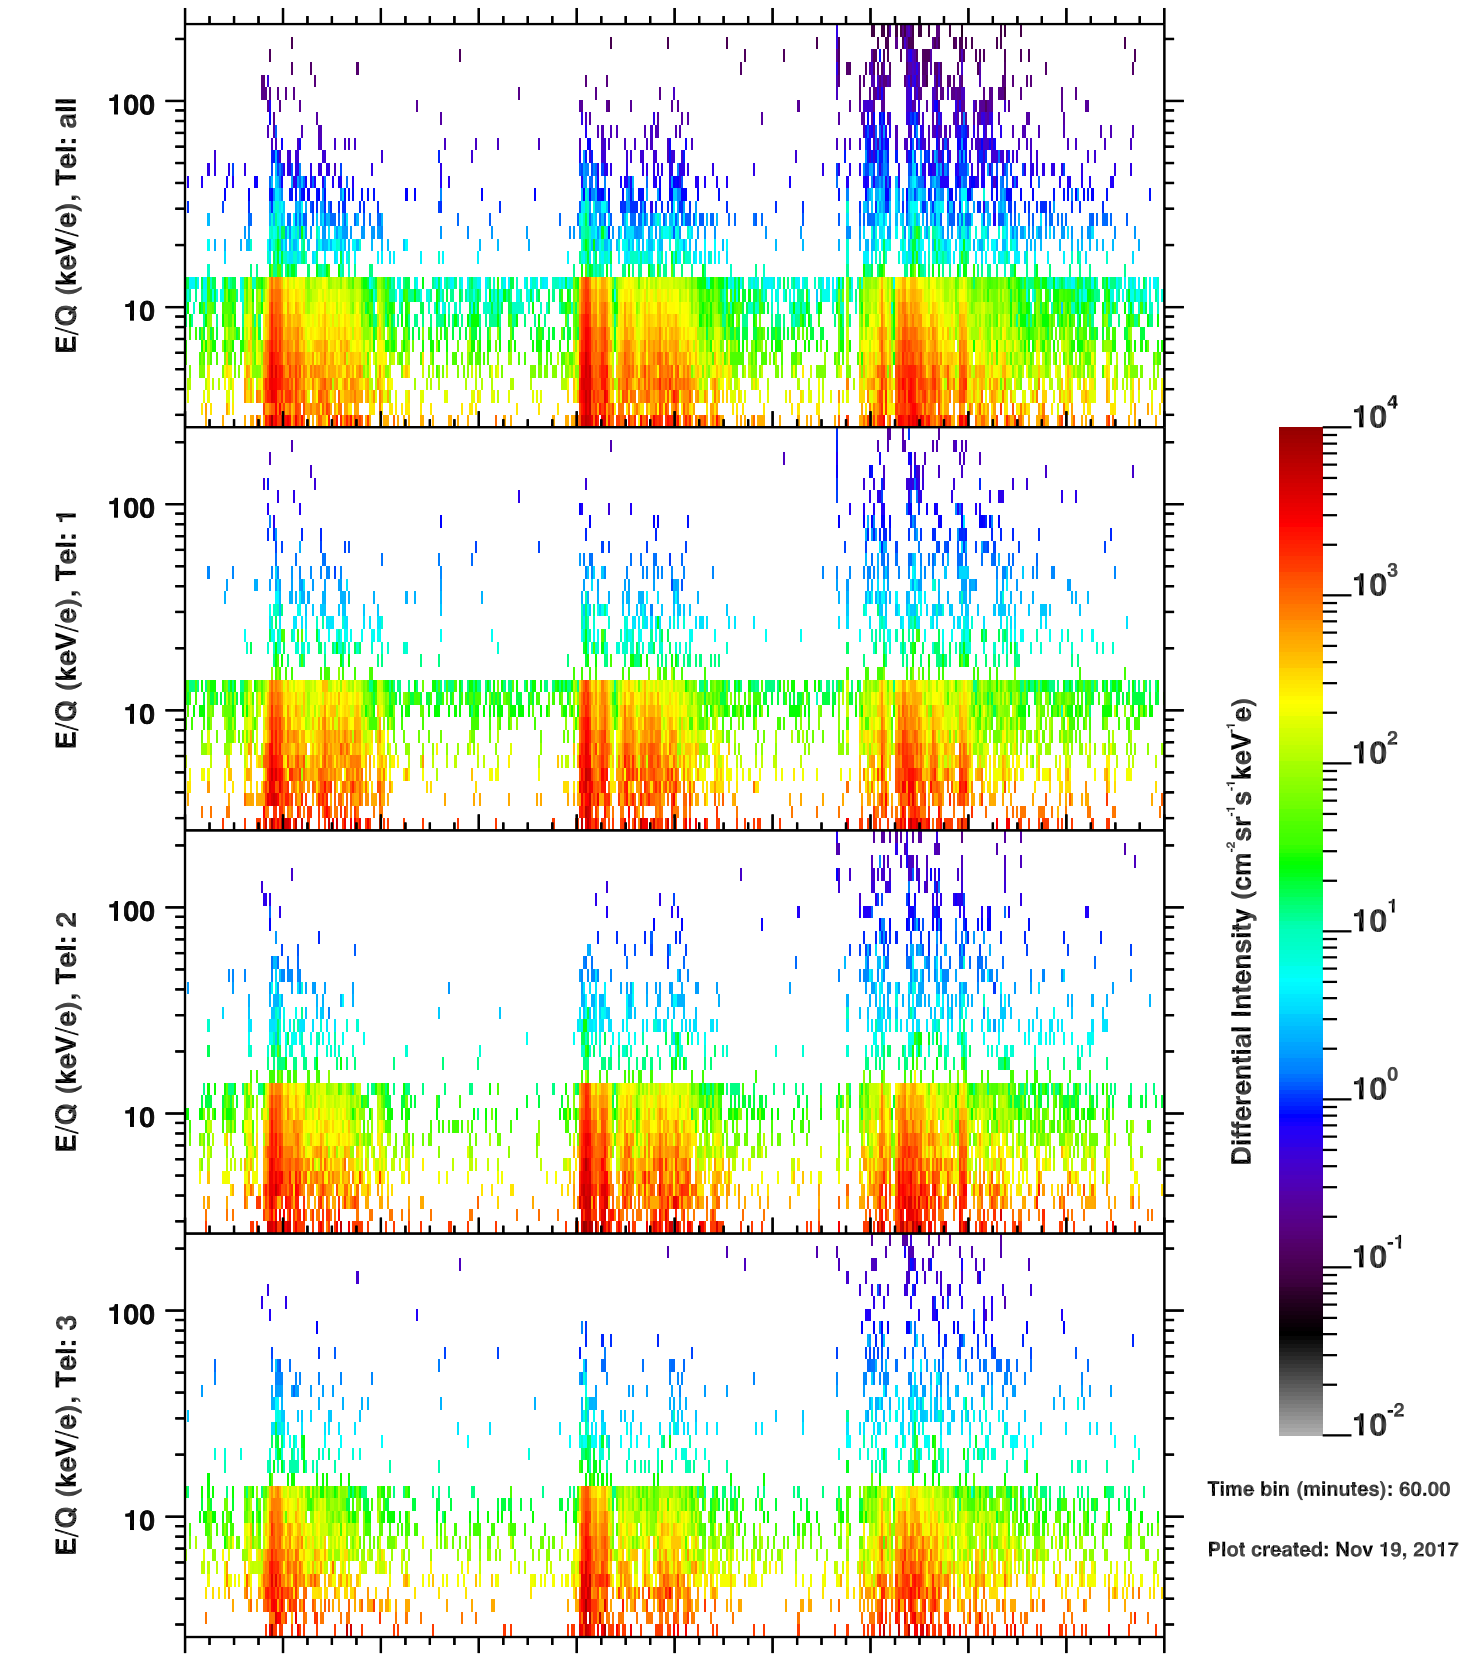 E/Q (keV/e), Tel: all
100
10
E/Q (keV/e), Tel: 1
100
10
E/Q (keV/e), Tel: 2
100
10
E/Q (keV/e), Tel: 3
100
10
Differential Intensity (cm⁻²sr⁻¹s⁻¹keV⁻¹e)
10⁴
10³
10²
10¹
10⁰
10⁻¹
10⁻²
Time bin (minutes): 60.00
Plot created: Nov 19, 2017